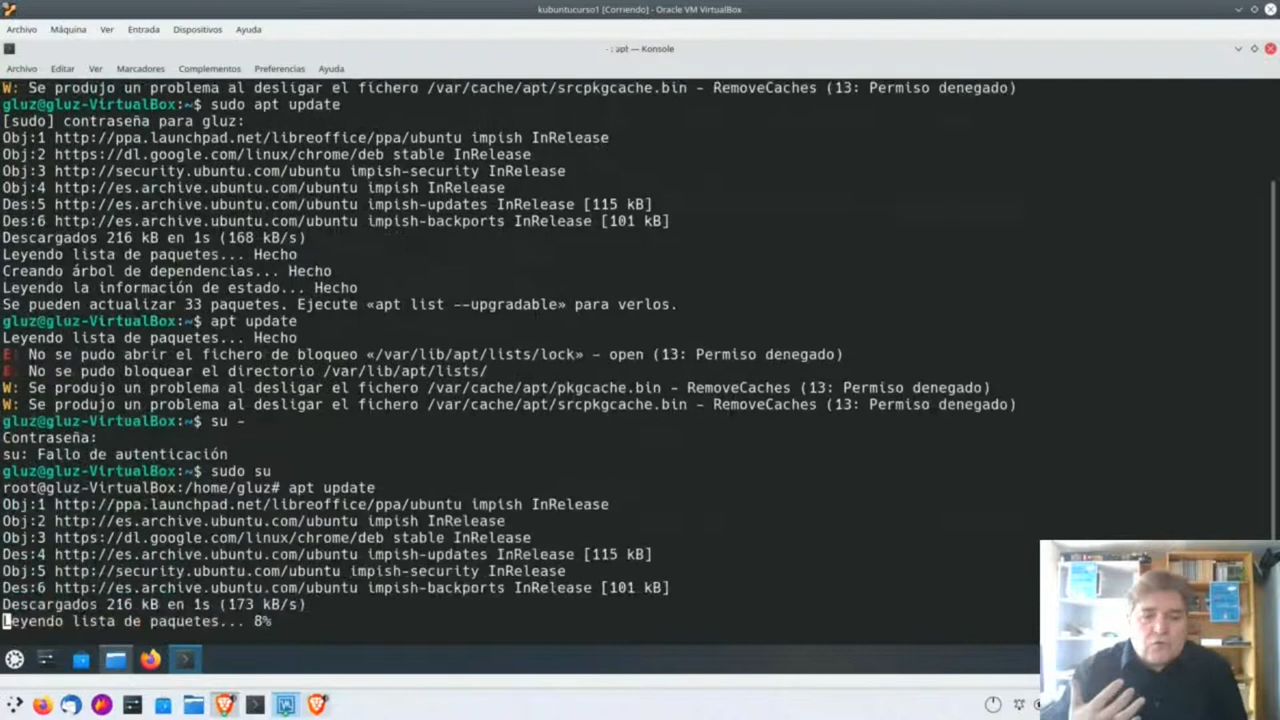 kubuntucurso1 [Corriendo] - Oracle VM VirtualBox
Archivo Máquina Ver Entrada Dispositivos Ayuda
- : apt — Konsole
Archivo Editar Ver Marcadores Complementos Preferencias Ayuda
W: Se produjo un problema al desligar el fichero /var/cache/apt/srcpkgcache.bin - RemoveCaches (13: Permiso denegado)
gluz@gluz-VirtualBox:~$ sudo apt update
[sudo] contraseña para gluz:
Obj:1 http://ppa.launchpad.net/libreoffice/ppa/ubuntu impish InRelease
Obj:2 https://dl.google.com/linux/chrome/deb stable InRelease
Obj:3 http://security.ubuntu.com/ubuntu impish-security InRelease
Obj:4 http://es.archive.ubuntu.com/ubuntu impish InRelease
Des:5 http://es.archive.ubuntu.com/ubuntu impish-updates InRelease [115 kB]
Des:6 http://es.archive.ubuntu.com/ubuntu impish-backports InRelease [101 kB]
Descargados 216 kB en 1s (168 kB/s)
Leyendo lista de paquetes... Hecho
Creando árbol de dependencias... Hecho
Leyendo la información de estado... Hecho
Se pueden actualizar 33 paquetes. Ejecute «apt list --upgradable» para verlos.
gluz@gluz-VirtualBox:~$ apt update
Leyendo lista de paquetes... Hecho
E: No se pudo abrir el fichero de bloqueo «/var/lib/apt/lists/lock» - open (13: Permiso denegado)
E: No se pudo bloquear el directorio /var/lib/apt/lists/
W: Se produjo un problema al desligar el fichero /var/cache/apt/pkgcache.bin - RemoveCaches (13: Permiso denegado)
W: Se produjo un problema al desligar el fichero /var/cache/apt/srcpkgcache.bin - RemoveCaches (13: Permiso denegado)
gluz@gluz-VirtualBox:~$ su -
Contraseña:
su: Fallo de autenticación
gluz@gluz-VirtualBox:~$ sudo su
root@gluz-VirtualBox:/home/gluz# apt update
Obj:1 http://ppa.launchpad.net/libreoffice/ppa/ubuntu impish InRelease
Obj:2 http://es.archive.ubuntu.com/ubuntu impish InRelease
Obj:3 https://dl.google.com/linux/chrome/deb stable InRelease
Des:4 http://es.archive.ubuntu.com/ubuntu impish-updates InRelease [115 kB]
Obj:5 http://security.ubuntu.com/ubuntu impish-security InRelease
Des:6 http://es.archive.ubuntu.com/ubuntu impish-backports InRelease [101 kB]
Descargados 216 kB en 1s (173 kB/s)
Leyendo lista de paquetes... 8%